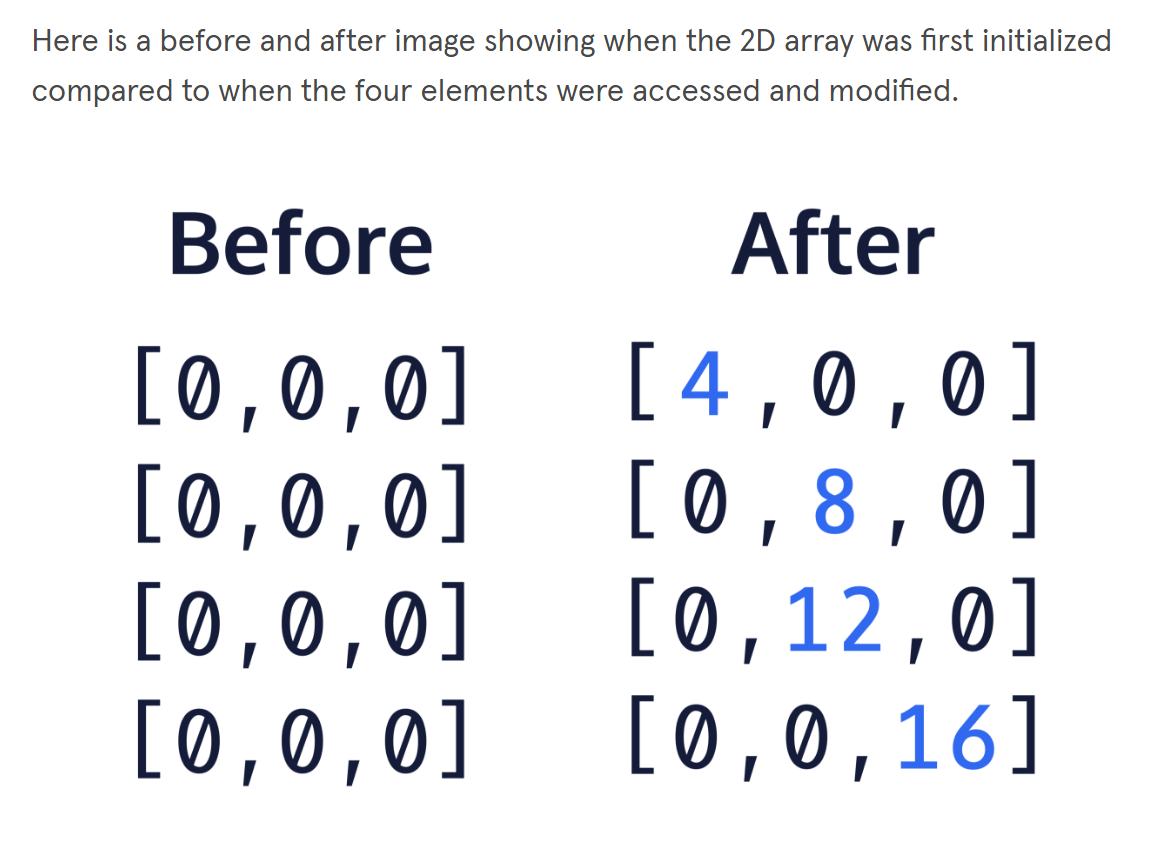 Here is a before and after image showing when the 2D array was first initialized
compared to when the four elements were accessed and modified.
Before After
[0,0,0] [4,0,0]
[0,0,0] [0,8,0]
[0,0,0] [0,12,0]
[0,0,0] [0,0,16]